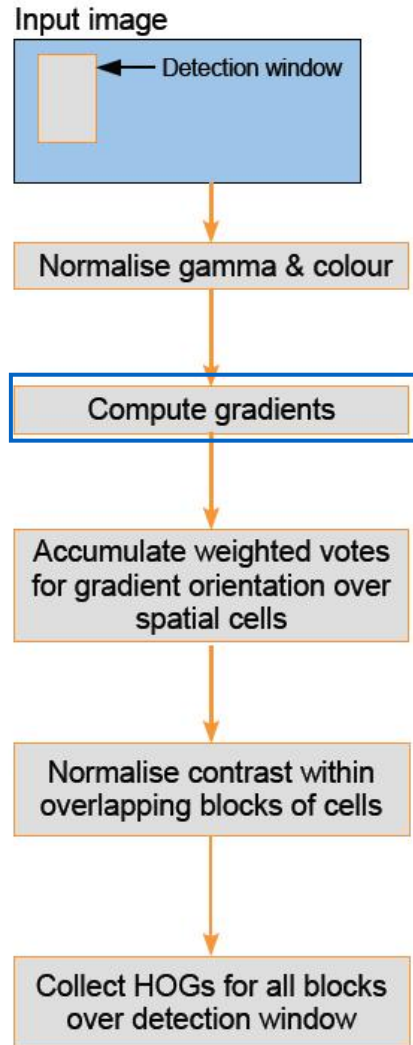 Input image
Detection window
Normalise gamma & colour
Compute gradients
Accumulate weighted votes
for gradient orientation over
spatial cells
Normalise contrast within
overlapping blocks of cells
Collect HOGs for all blocks
over detection window